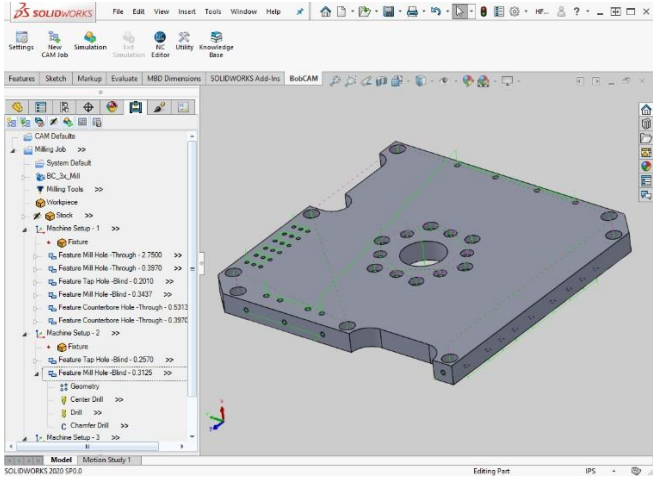 SOLIDWORKS File Edit View Insert Tools Window Help HF... ?
Settings New CAM Job Simulation Exit Simulation NC Editor Utility Knowledge Base
Features Sketch Markup Evaluate MBD Dimensions SOLIDWORKS Add-Ins BobCAM
CAM Defaults
Milling Job >>
System Default
BC_3x_Mill
Milling Tools >>
Workpiece
Stock >>
Machine Setup - 1 >>
Fixture
Feature Mill Hole -Through - 2.7500 >>
Feature Mill Hole -Through - 0.3970 >>
Feature Tap Hole -Blind - 0.2010 >>
Feature Mill Hole -Blind - 0.3437 >>
Feature Counterbore Hole -Through - 0.5313
Feature Counterbore Hole -Through - 0.3970
Machine Setup - 2 >>
Fixture
Feature Tap Hole -Blind - 0.2570 >>
Feature Mill Hole -Blind - 0.3125 >>
Geometry
Center Drill >>
Drill >>
Chamfer Drill >>
Machine Setup - 3 >>
Model Motion Study 1
SOLIDWORKS 2020 SP0.0 Editing Part IPS